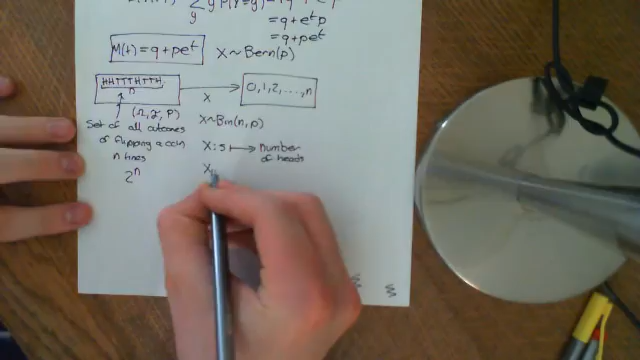 = q + e^t p
= q + pe^t
M(t) = q + pe^t
X ~ Bern(p)
HHTTTHTTH
n
X
0, 1, 2, ..., n
(Ω, F, P)
Set of all outcomes
of flipping a coin
n times
2^n
X ~ Bin(n, p)
X: s ↦ Number
of heads
X